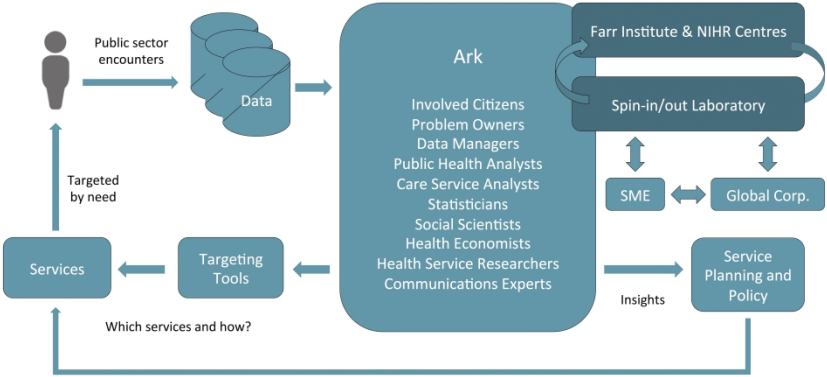 Public sector
encounters
Data
Ark
Involved Citizens
Problem Owners
Data Managers
Public Health Analysts
Care Service Analysts
Statisticians
Social Scientists
Health Economists
Health Service Researchers
Communications Experts
Farr Institute & NIHR Centres
Spin-in/out Laboratory
SME
Global Corp.
Targeted
by need
Services
Targeting
Tools
Insights
Service
Planning and
Policy
Which services and how?